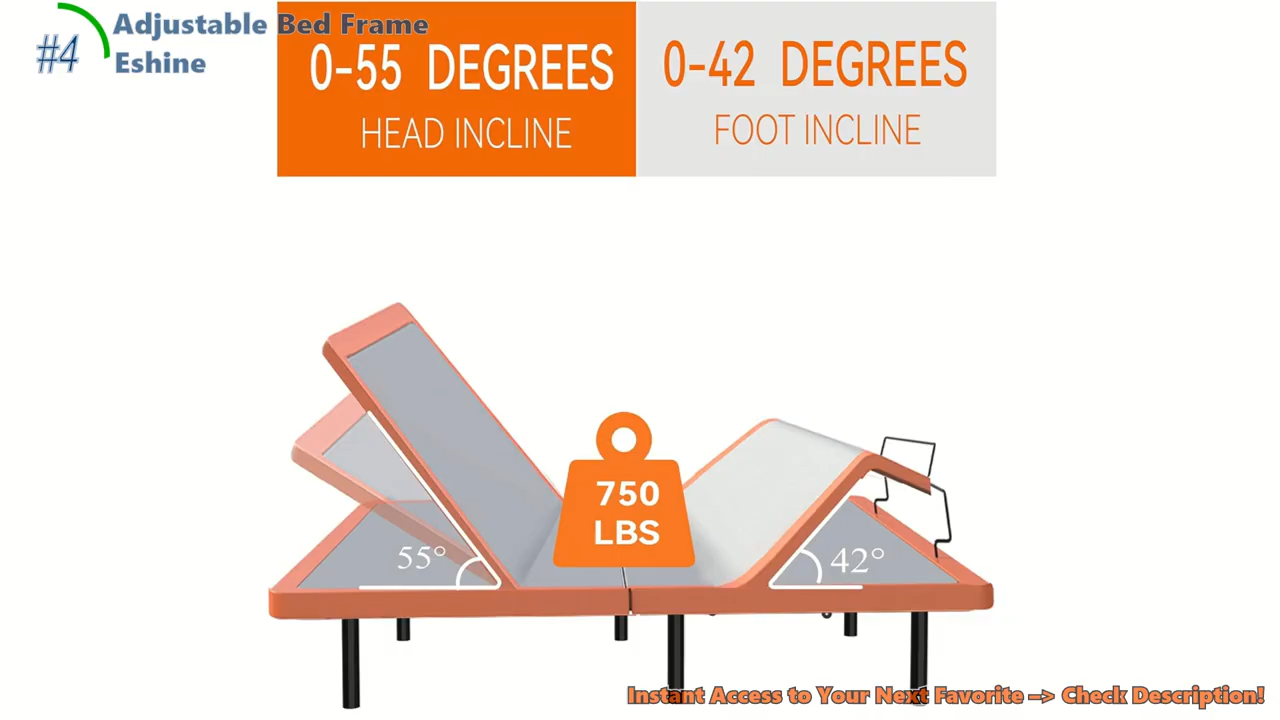 #4
Adjustable Bed Frame
Eshine
0-55 DEGREES
HEAD INCLINE
0-42 DEGREES
FOOT INCLINE
750
LBS
55°
42°
Instant Access to Your Next Favorite --> Check Description!